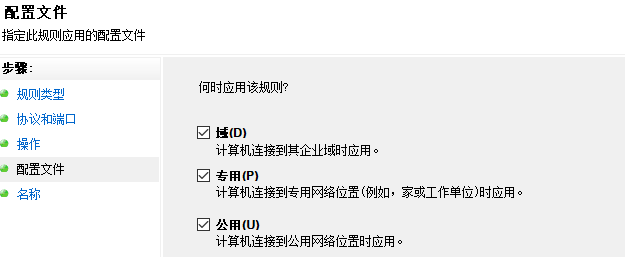 配置文件
指定此规则应用的配置文件
步骤:
规则类型
协议和端口
操作
配置文件
名称
何时应用该规则?
域(D)
计算机连接到其企业域时应用。
专用(P)
计算机连接到专用网络位置(例如，家或工作单位)时应用。
公用(U)
计算机连接到公用网络位置时应用。